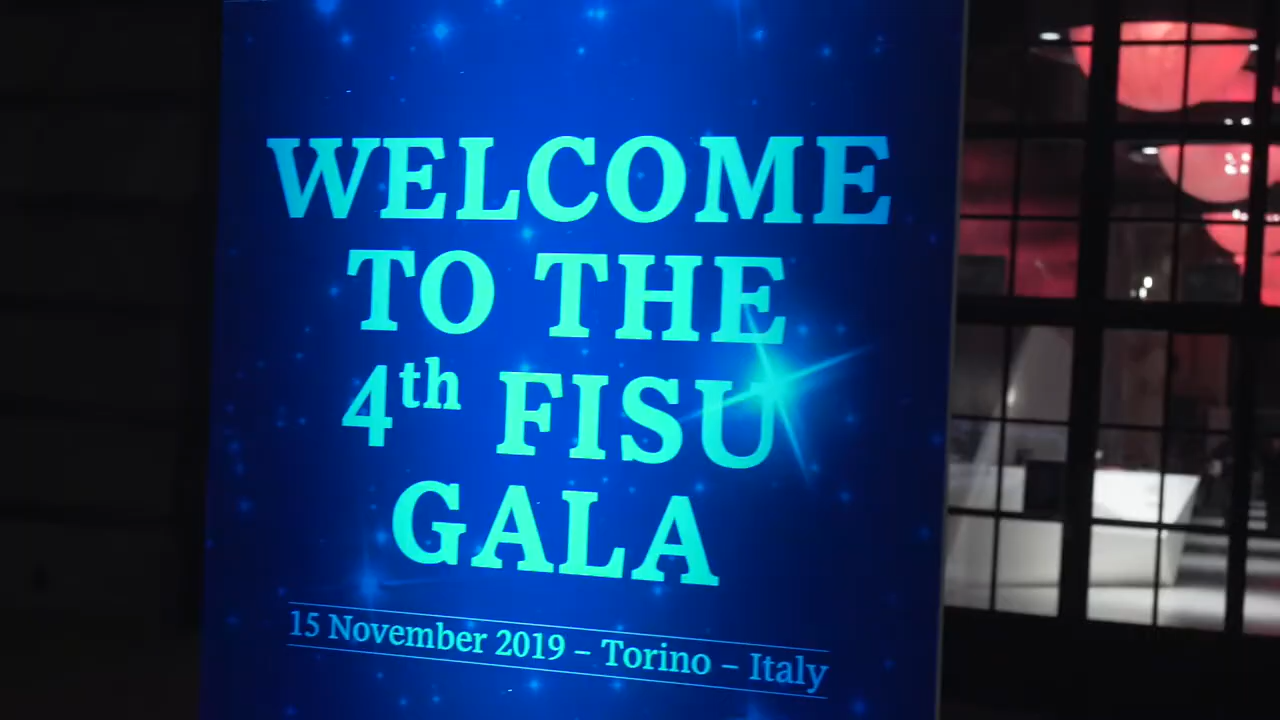 WELCOME
TO THE
4th FISU
GALA
15 November 2019 – Torino – Italy